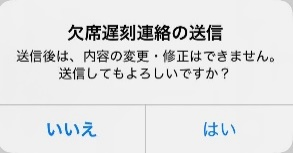 欠席遅刻連絡の送信
送信後は、内容の変更・修正はできません。
送信してもよろしいですか？
いいえ
はい